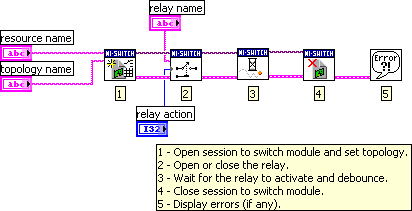 relay name
resource name
abc
abc
NI-SWITCH
NI-SWITCH
NI-SWITCH
NI-SWITCH
Error
?!
topology name
abc
1
2
3
4
5
relay action
I32
1 - Open session to switch module and set topology.
2 - Open or close the relay.
3 - Wait for the relay to activate and debounce.
4 - Close session to switch module.
5 - Display errors (if any).